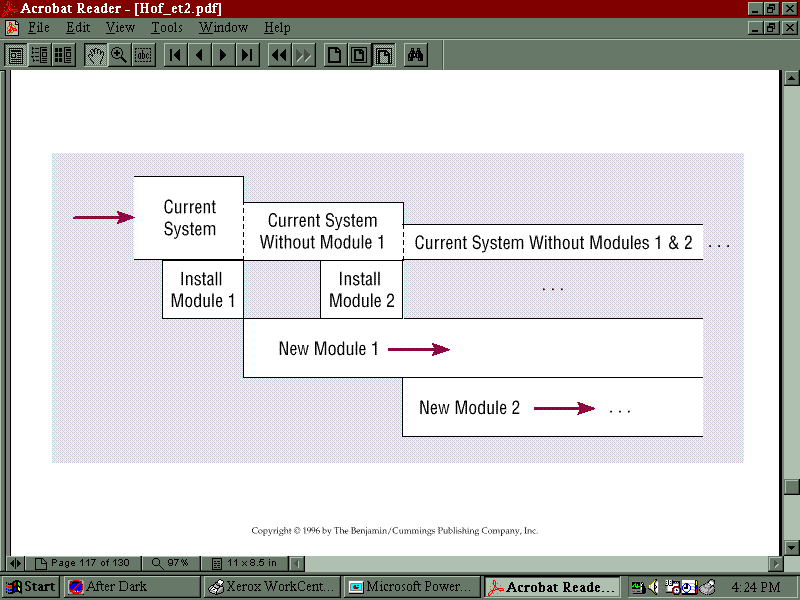 Acrobat Reader - [Hof_et2.pdf]
File Edit View Tools Window Help
Current
System
Current System
Without Module 1
Current System Without Modules 1 & 2 . . .
Install
Module 1
Install
Module 2
. . .
New Module 1
New Module 2
. . .
Copyright © 1996 by The Benjamin/Cummings Publishing Company, Inc.
Page 117 of 130 97% 11 x 8.5 in
Start After Dark Xerox WorkCent... Microsoft Power... Acrobat Reade... 4:24 PM